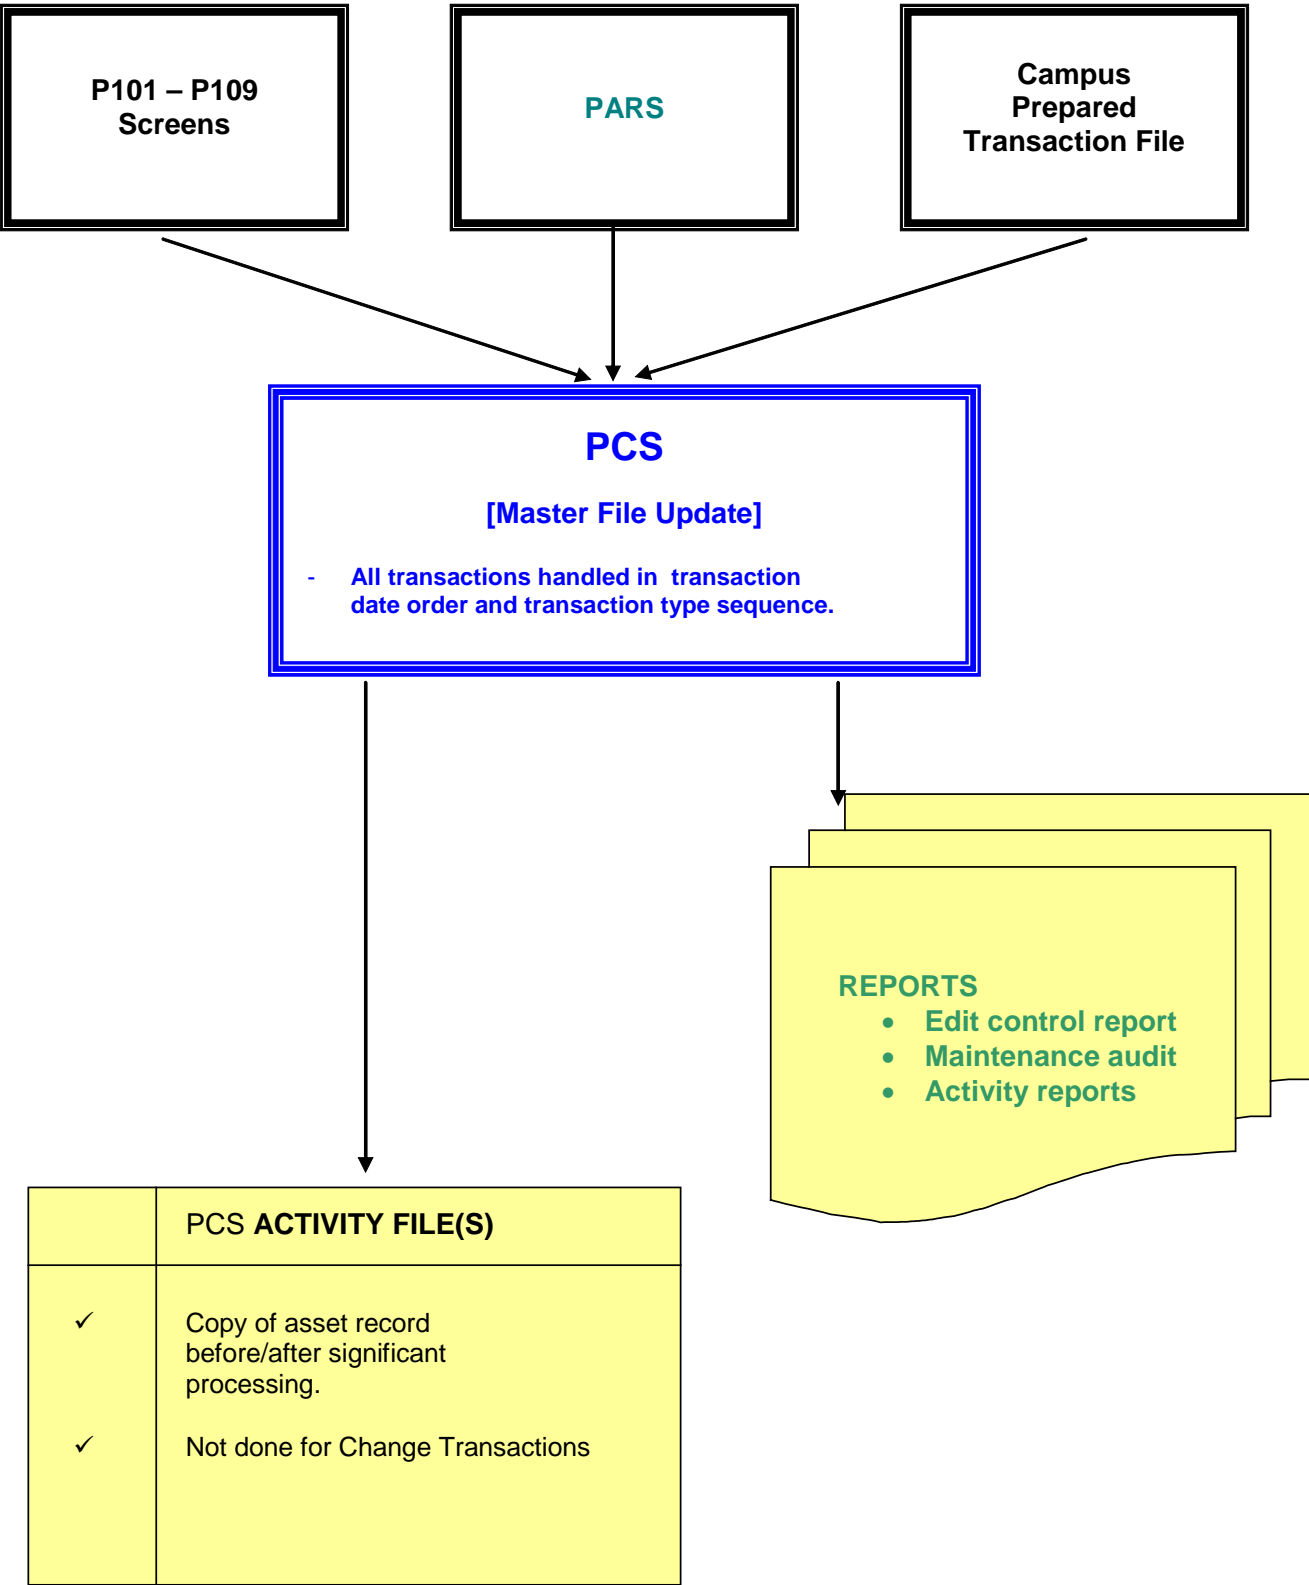 P101 – P109
Screens
PARS
Campus
Prepared
Transaction File
PCS
[Master File Update]
- All transactions handled in transaction
date order and transaction type sequence.
REPORTS
• Edit control report
• Maintenance audit
• Activity reports
PCS ACTIVITY FILE(S)
✓ Copy of asset record
before/after significant
processing.
✓ Not done for Change Transactions